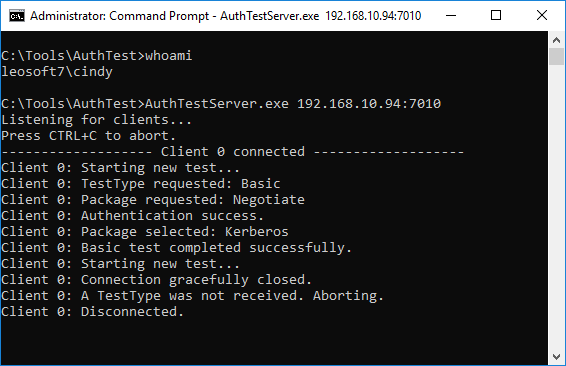 Administrator: Command Prompt - AuthTestServer.exe  192.168.10.94:7010
C:\Tools\AuthTest>whoami
leosoft7\cindy
C:\Tools\AuthTest>AuthTestServer.exe 192.168.10.94:7010
Listening for clients...
Press CTRL+C to abort.
------------------- Client 0 connected -------------------
Client 0: Starting new test...
Client 0: TestType requested: Basic
Client 0: Package requested: Negotiate
Client 0: Authentication success.
Client 0: Package selected: Kerberos
Client 0: Basic test completed successfully.
Client 0: Starting new test...
Client 0: Connection gracefully closed.
Client 0: A TestType was not received. Aborting.
Client 0: Disconnected.